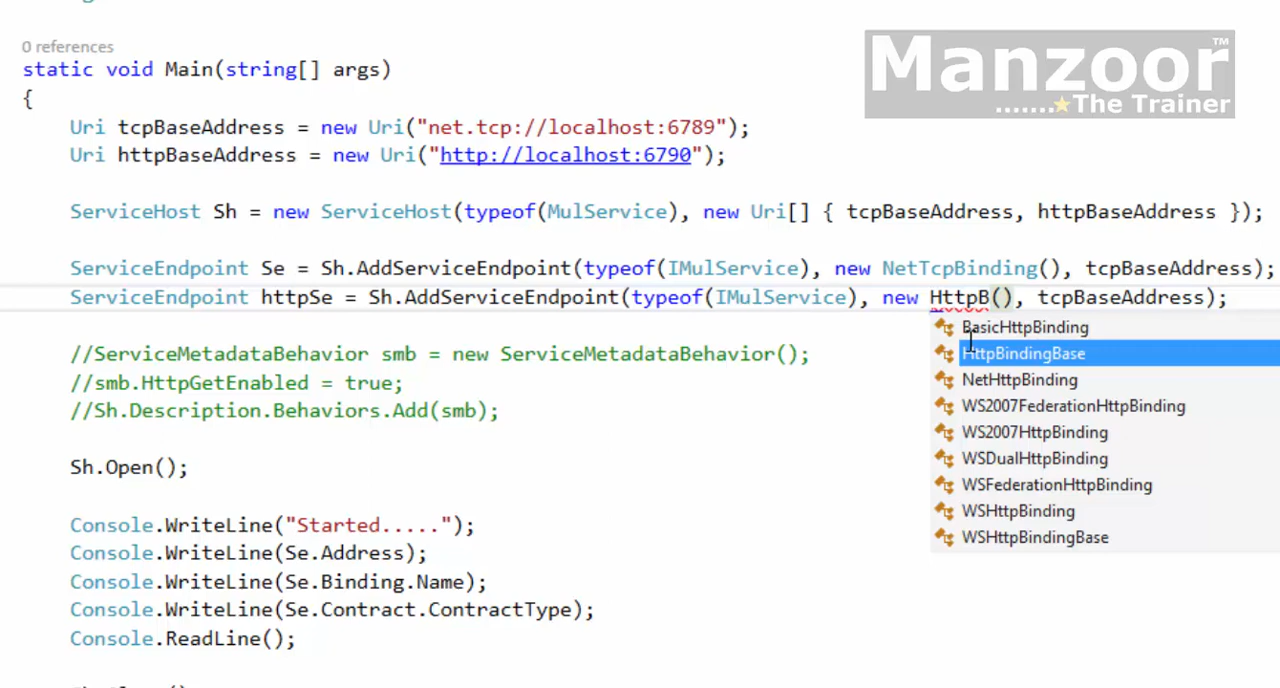 0 references
static void Main(string[] args)
{
Uri tcpBaseAddress = new Uri("net.tcp://localhost:6789");
Uri httpBaseAddress = new Uri("http://localhost:6790");
ServiceHost Sh = new ServiceHost(typeof(MulService), new Uri[] { tcpBaseAddress, httpBaseAddress });
ServiceEndpoint Se = Sh.AddServiceEndpoint(typeof(IMulService), new NetTcpBinding(), tcpBaseAddress);
ServiceEndpoint httpSe = Sh.AddServiceEndpoint(typeof(IMulService), new HttpB(), tcpBaseAddress);
BasicHttpBinding
HttpBindingBase
NetHttpBinding
WS2007FederationHttpBinding
WS2007HttpBinding
WSDualHttpBinding
WSFederationHttpBinding
WSHttpBinding
WSHttpBindingBase
//ServiceMetadataBehavior smb = new ServiceMetadataBehavior();
//smb.HttpGetEnabled = true;
//Sh.Description.Behaviors.Add(smb);
Sh.Open();
Console.WriteLine("Started.....");
Console.WriteLine(Se.Address);
Console.WriteLine(Se.Binding.Name);
Console.WriteLine(Se.Contract.ContractType);
Console.ReadLine();
Manzoor™
.......★The Trainer